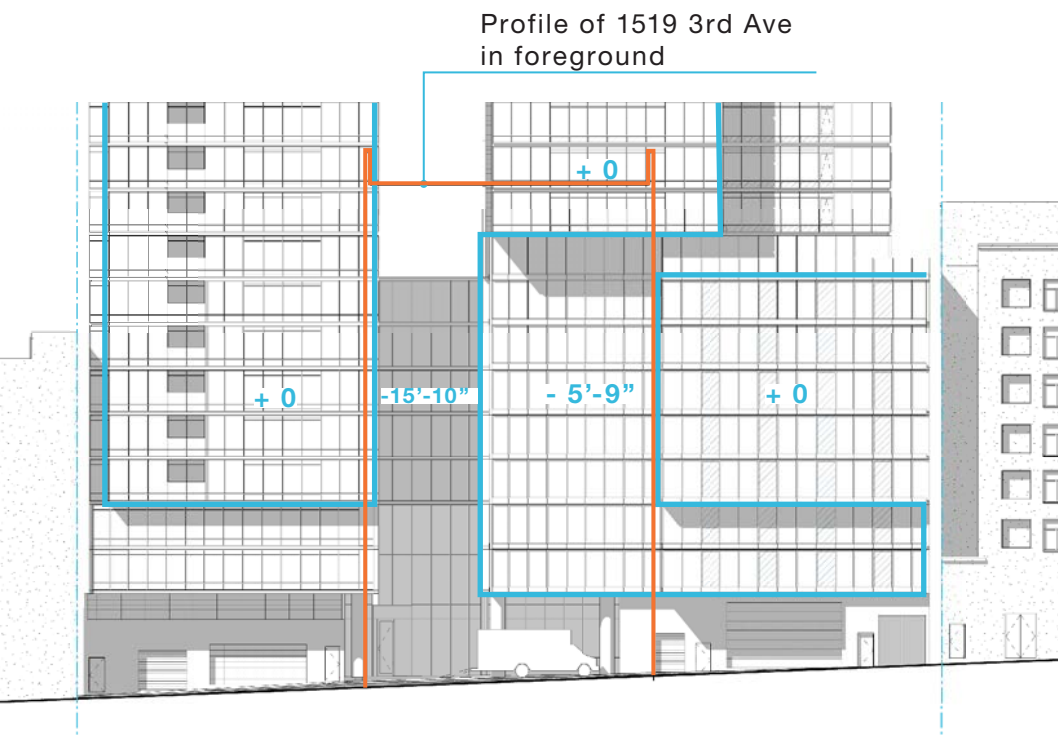 Profile of 1519 3rd Ave
in foreground
+ 0
+ 0
-15’-10”
- 5’-9”
+ 0